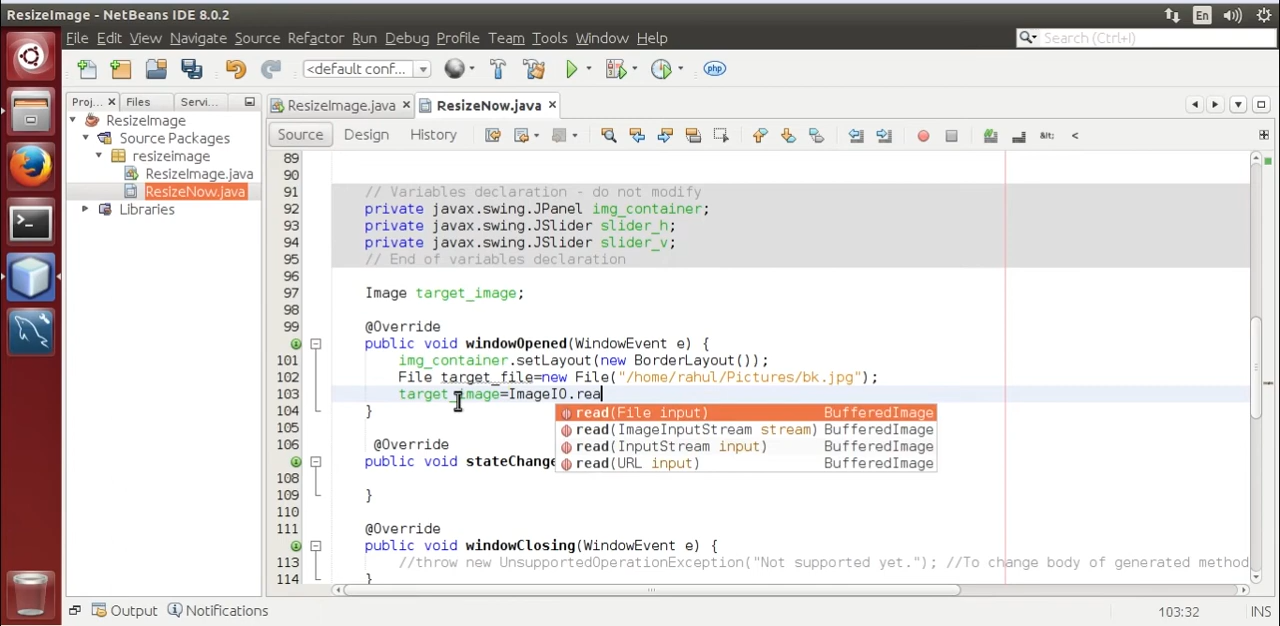 ResizeImage - NetBeans IDE 8.0.2
En
File Edit View Navigate Source Refactor Run Debug Profile Team Tools Window Help
Search (Ctrl+I)
<default conf...
php
Proj... × Files Servi...
ResizeImage.java × ResizeNow.java ×
ResizeImage
Source Packages
resizeimage
ResizeImage.java
ResizeNow.java
Libraries
Source Design History
89
90
91 // Variables declaration - do not modify
92 private javax.swing.JPanel img_container;
93 private javax.swing.JSlider slider_h;
94 private javax.swing.JSlider slider_v;
95 // End of variables declaration
96
97 Image target_image;
98
99 @Override
public void windowOpened(WindowEvent e) {
101 img_container.setLayout(new BorderLayout());
102 File target_file=new File("/home/rahul/Pictures/bk.jpg");
103 target_image=ImageIO.rea
read(File input) BufferedImage
read(ImageInputStream stream) BufferedImage
read(InputStream input) BufferedImage
read(URL input) BufferedImage
104 }
105
106 @Override
public void stateChange
108
109 }
110
111 @Override
public void windowClosing(WindowEvent e) {
113 //throw new UnsupportedOperationException("Not supported yet."); //To change body of generated method
114 }
Output Notifications
103:32 INS